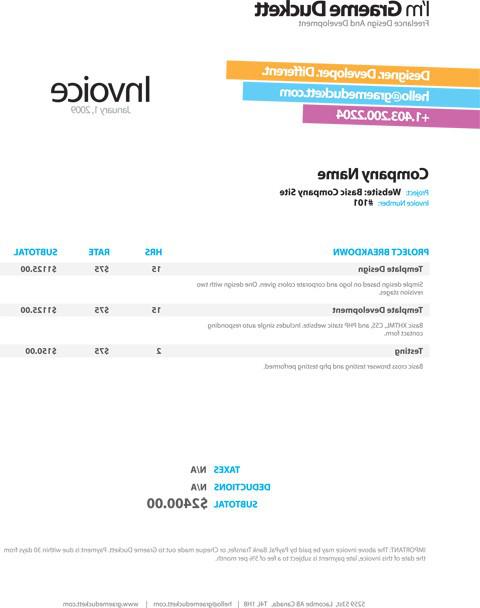 I'm Graeme Duckett
Freelance Design And Development
Designer. Developer. Different.
hello@graemeduckett.com
+1.403.200.2204
Invoice
January 1, 2009
Company Name
Project: Website: Basic Company Site
Invoice Number: #101
PROJECT BREAKDOWN HRS RATE SUBTOTAL
Template Design 15 $75 $1125.00
Simple design based on logo and corporate colors given. One design with two
revision stages.
Template Development 15 $75 $1125.00
Basic XHTML, CSS, and PHP static website. Includes single auto responding
contact form.
Testing 2 $75 $150.00
Basic cross browser testing and php testing performed.
TAXES N/A
DEDUCTIONS N/A
SUBTOTAL $2400.00
IMPORTANT: The above invoice may be paid by PayPal, Bank Transfer, or Cheque made out to Graeme Duckett. Payment is due within 30 days from
the date of this invoice, late payment is subject to a fee of 5% per month.
5259 53st. Lacombe AB Canada, T4L 1H8 | hello@graemeduckett.com | www.graemeduckett.com